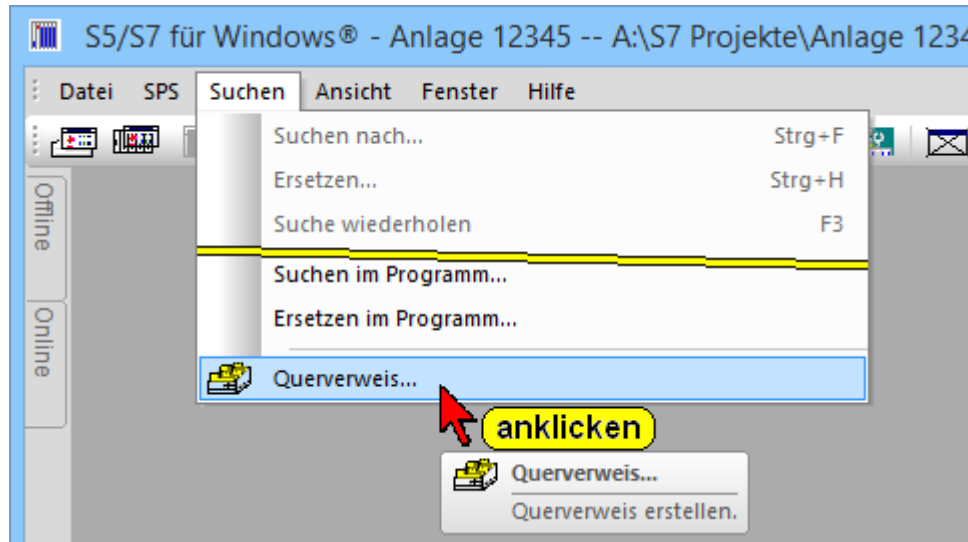 S5/S7 für Windows® - Anlage 12345 -- A:\S7 Projekte\Anlage 1234
Datei SPS Suchen Ansicht Fenster Hilfe
Suchen nach... Strg+F
Ersetzen... Strg+H
Suche wiederholen F3
Suchen im Programm...
Ersetzen im Programm...
Querverweis...
anklicken
Querverweis...
Querverweis erstellen.
Offline
Online